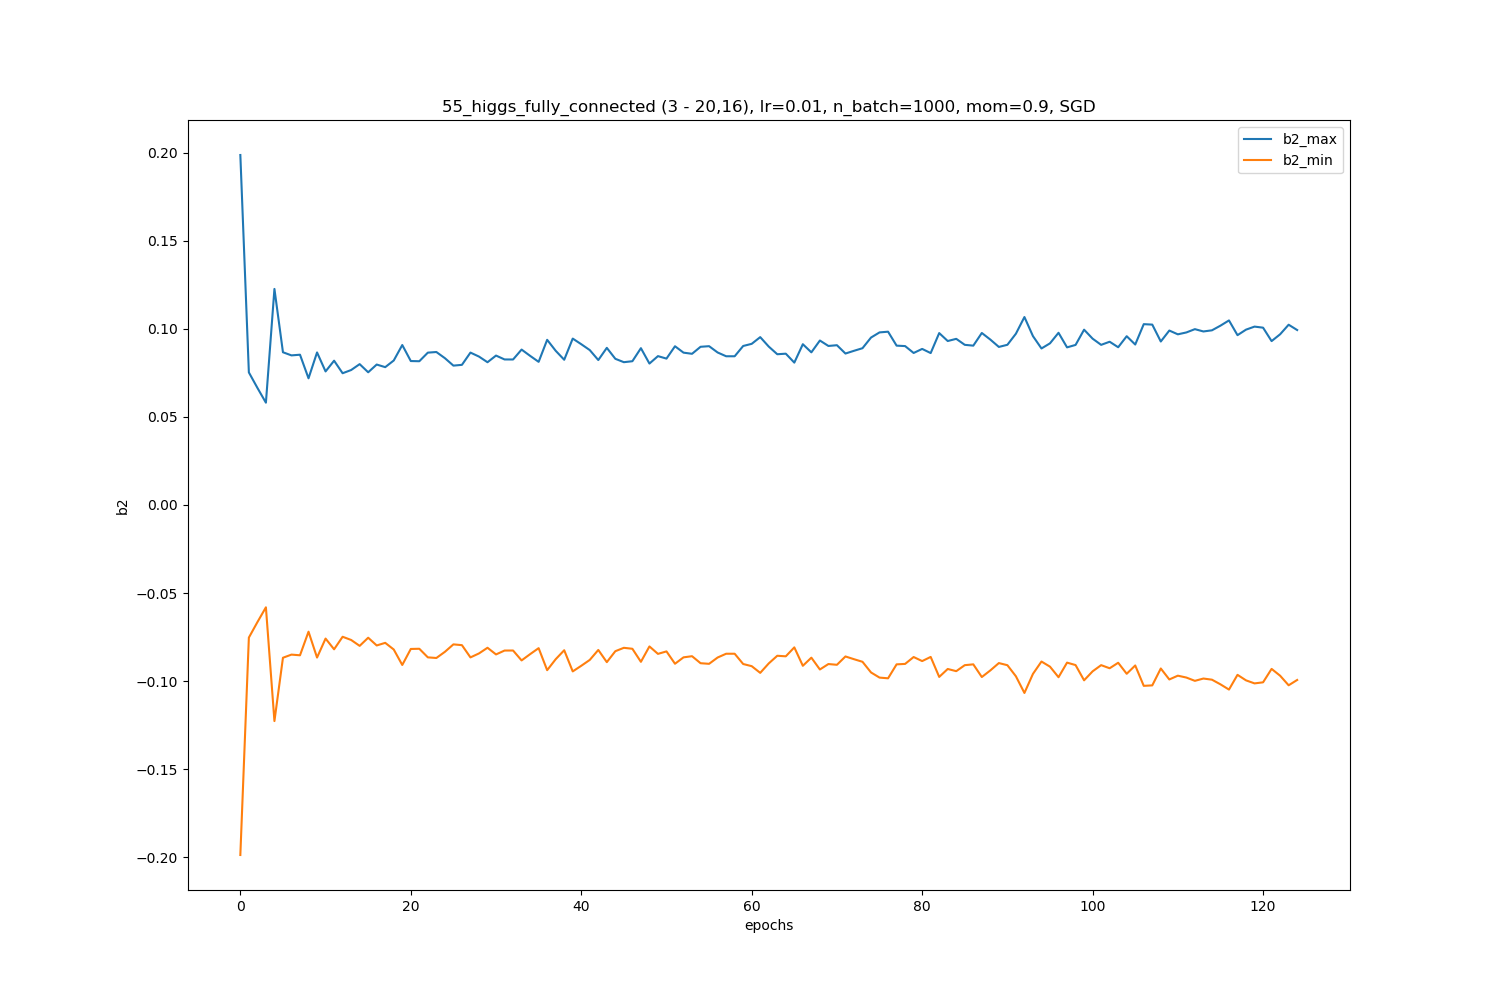 55_higgs_fully_connected (3 - 20,16), lr=0.01, n_batch=1000, mom=0.9, SGD
b2_max
b2_min
0.20
0.15
0.10
0.05
0.00
−0.05
−0.10
−0.15
−0.20
b2
0 20 40 60 80 100 120
epochs